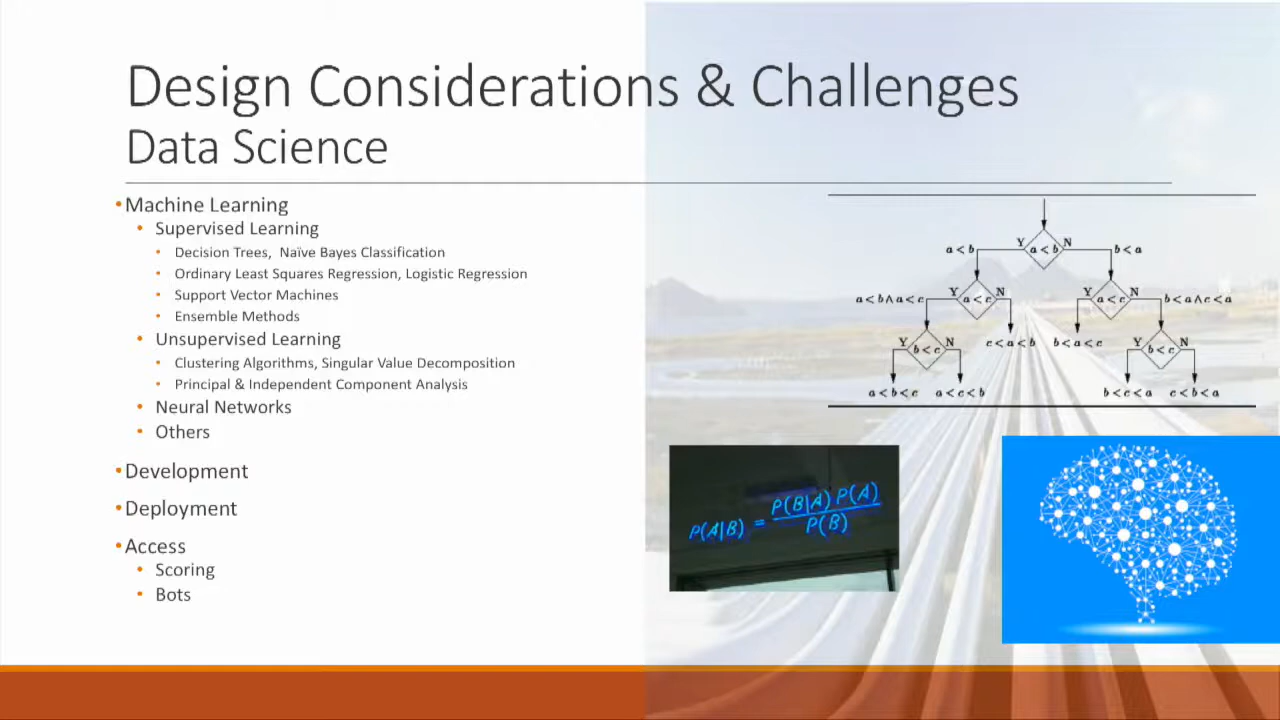 Design Considerations & Challenges
Data Science
•Machine Learning
• Supervised Learning
• Decision Trees, Naïve Bayes Classification
• Ordinary Least Squares Regression, Logistic Regression
• Support Vector Machines
• Ensemble Methods
• Unsupervised Learning
• Clustering Algorithms, Singular Value Decomposition
• Principal & Independent Component Analysis
• Neural Networks
• Others
•Development
•Deployment
•Access
• Scoring
• Bots
a<b Y a<b N b<a
a<b∧a<c Y a<c N Y a<c N b<a∧c<a
Y b<c N c<a<b b<a<c Y b<c N
a<b<c a<c<b b<c<a c<b<a
P(A|B) = P(B|A) P(A)
P(B)